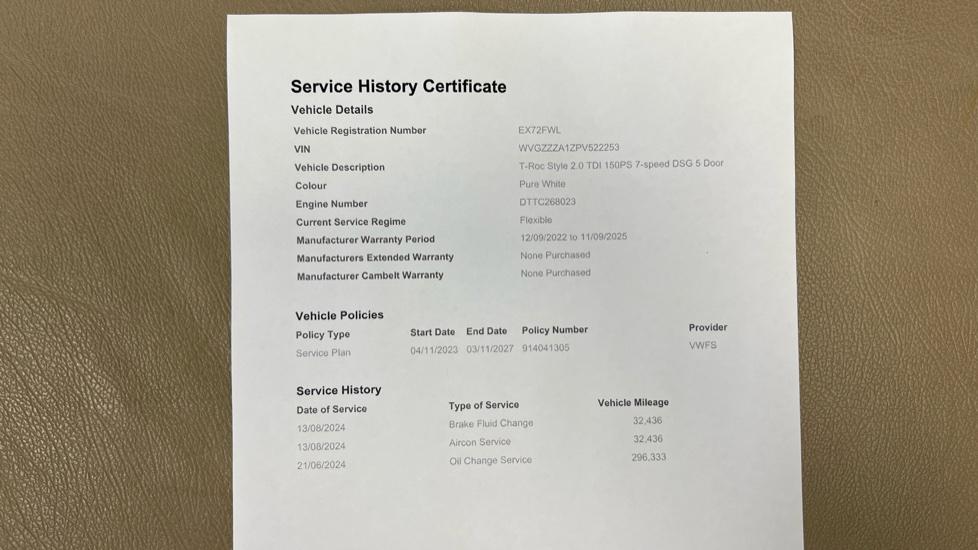 Service History Certificate
Vehicle Details
Vehicle Registration Number EX72FWL
VIN WVGZZZA1ZPV522253
Vehicle Description T-Roc Style 2.0 TDI 150PS 7-speed DSG 5 Door
Colour Pure White
Engine Number DTTC268023
Current Service Regime Flexible
Manufacturer Warranty Period 12/09/2022 to 11/09/2025
Manufacturers Extended Warranty None Purchased
Manufacturer Cambelt Warranty None Purchased
Vehicle Policies
Policy Type Start Date End Date Policy Number Provider
Service Plan 04/11/2023 03/11/2027 914041305 VWFS
Service History
Date of Service Type of Service Vehicle Mileage
13/08/2024 Brake Fluid Change 32,436
13/08/2024 Aircon Service 32,436
21/06/2024 Oil Change Service 296,333